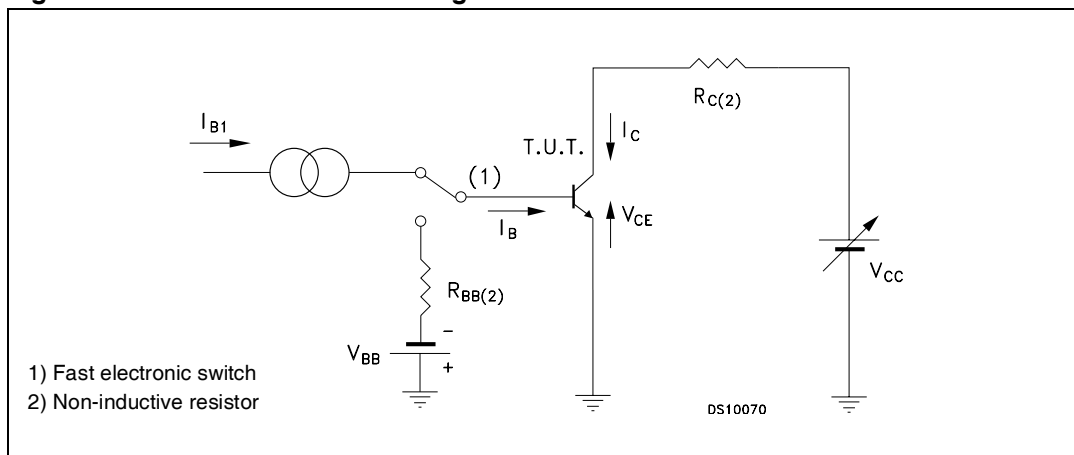 I_B1
T.U.T.
I_C
R_C(2)
(1)
I_B
V_CE
V_CC
R_BB(2)
V_BB
−
+
1) Fast electronic switch
2) Non-inductive resistor
DS10070